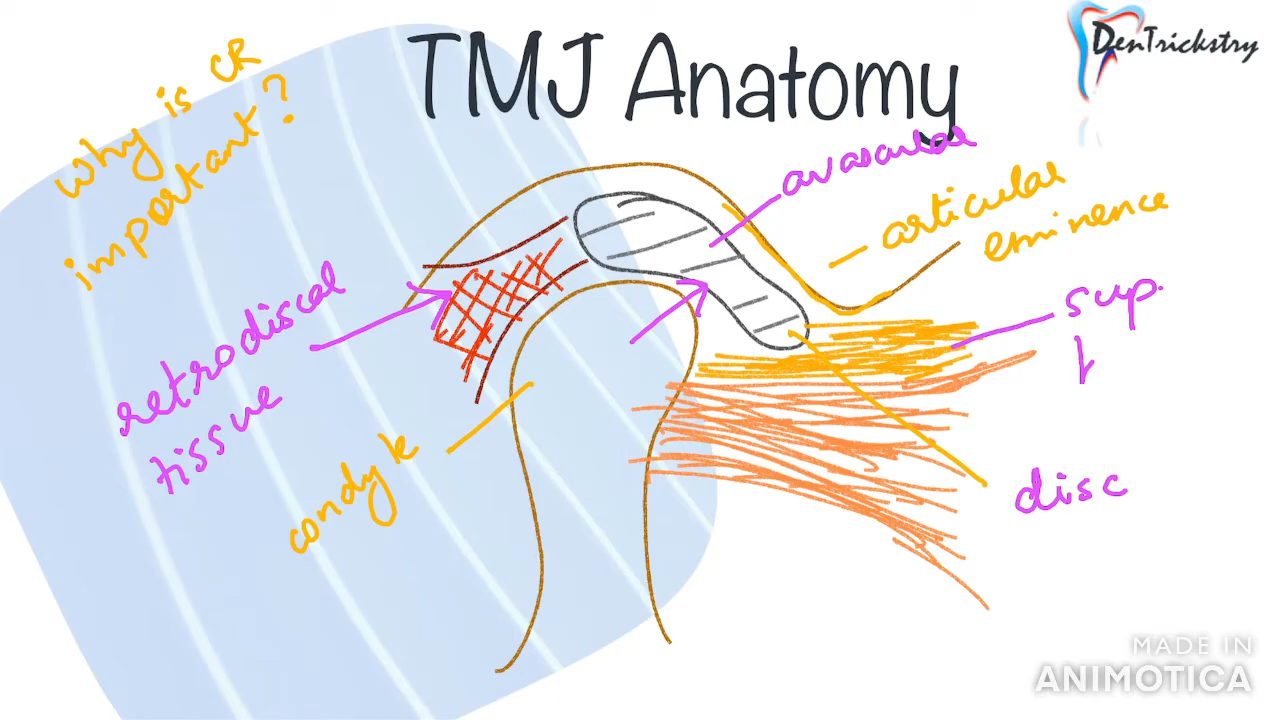 TMJ Anatomy
DenTrickstry
Why is CR
important?
avascular
articular
eminence
sup.
retrodiscal
tissue
condyle
disc
MADE IN
ANIMOTICA